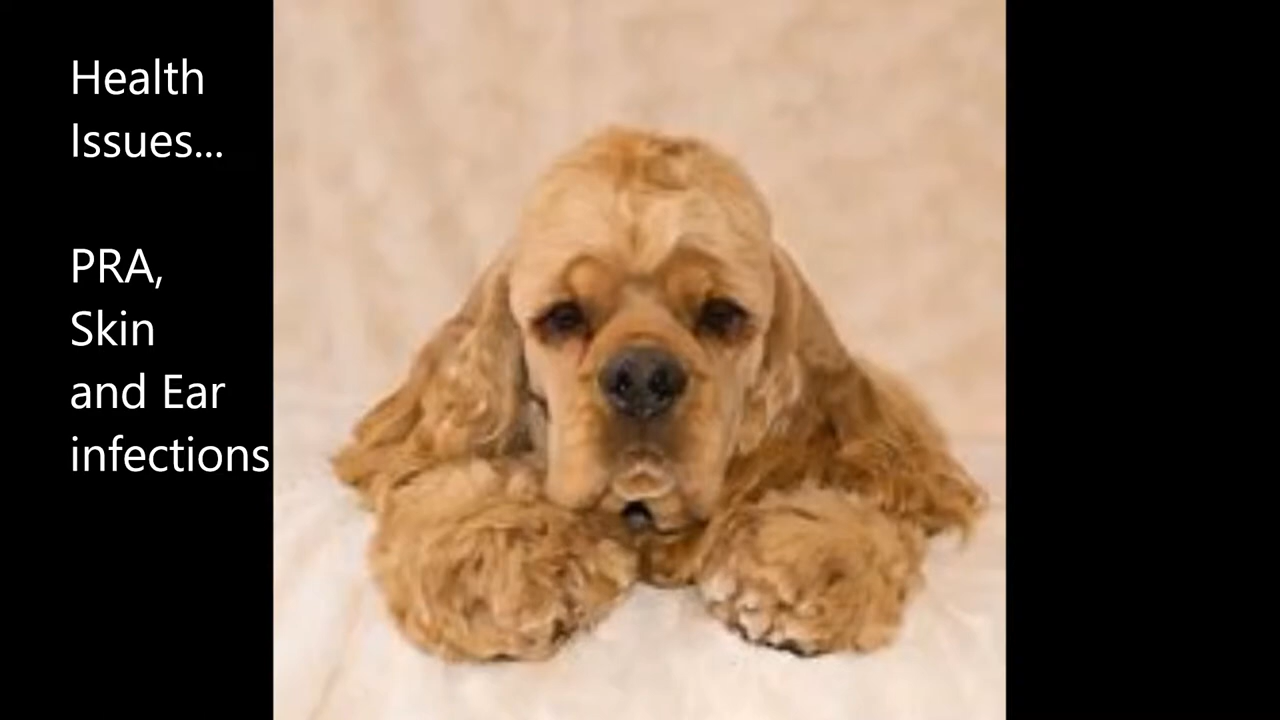 Health
Issues...
PRA,
Skin
and Ear
infections